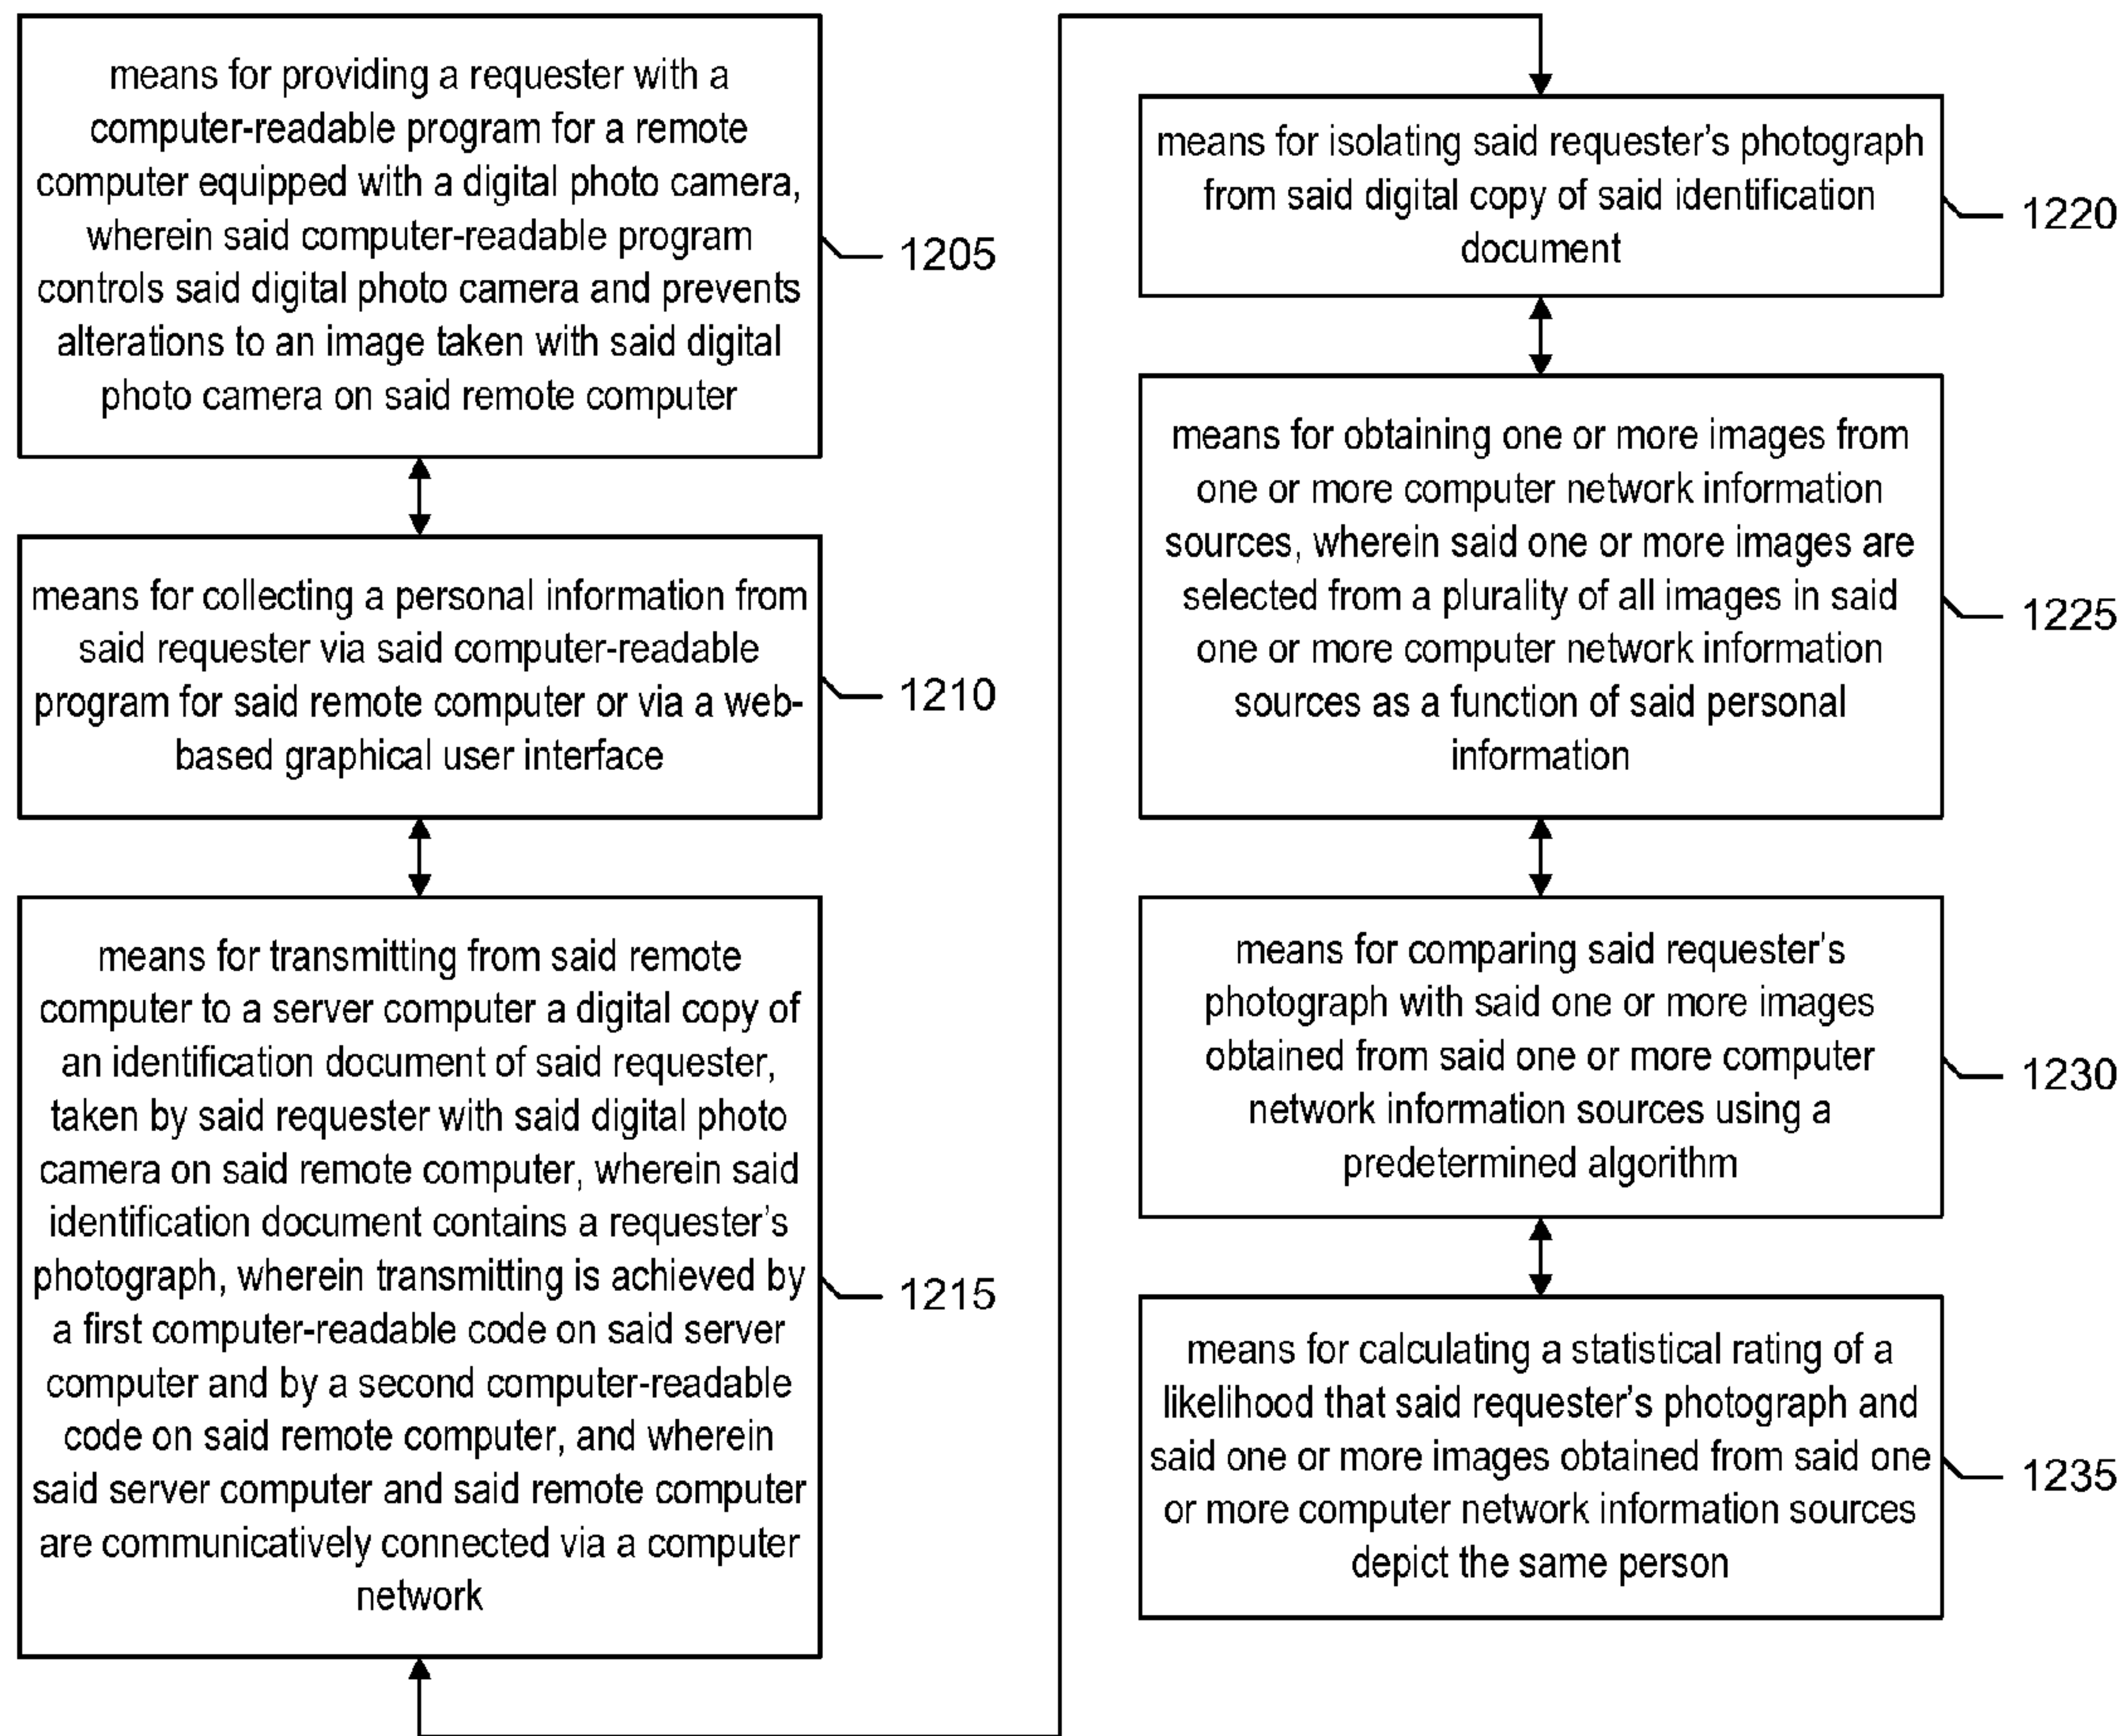 means for providing a requester with a
computer-readable program for a remote
computer equipped with a digital photo camera,
wherein said computer-readable program
controls said digital photo camera and prevents
alterations to an image taken with said digital
photo camera on said remote computer
1205
means for collecting a personal information from
said requester via said computer-readable
program for said remote computer or via a web-
based graphical user interface
1210
means for transmitting from said remote
computer to a server computer a digital copy of
an identification document of said requester,
taken by said requester with said digital photo
camera on said remote computer, wherein said
identification document contains a requester's
photograph, wherein transmitting is achieved by
a first computer-readable code on said server
computer and by a second computer-readable
code on said remote computer, and wherein
said server computer and said remote computer
are communicatively connected via a computer
network
1215
means for isolating said requester's photograph
from said digital copy of said identification
document
1220
means for obtaining one or more images from
one or more computer network information
sources, wherein said one or more images are
selected from a plurality of all images in said
one or more computer network information
sources as a function of said personal
information
1225
means for comparing said requester's
photograph with said one or more images
obtained from said one or more computer
network information sources using a
predetermined algorithm
1230
means for calculating a statistical rating of a
likelihood that said requester's photograph and
said one or more images obtained from said one
or more computer network information sources
depict the same person
1235